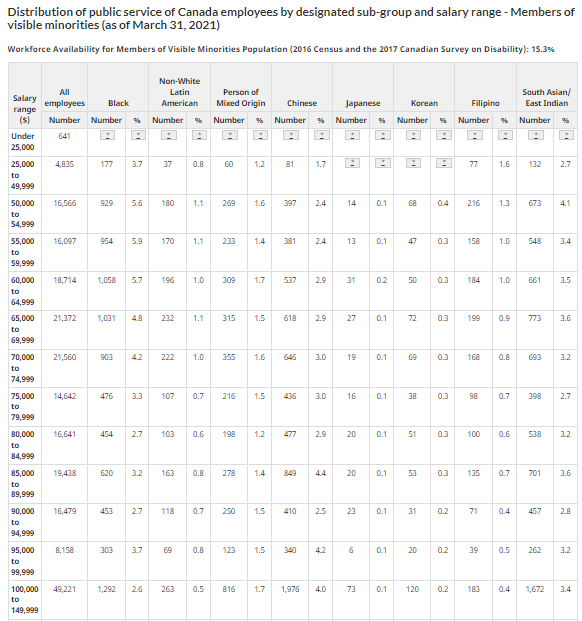 Distribution of public service of Canada employees by designated sub-group and salary range - Members of
visible minorities (as of March 31, 2021)
Workforce Availability for Members of Visible Minorities Population (2016 Census and the 2017 Canadian Survey on Disability): 15.3%
Salary range ($) All employees Black Non-White Latin American Person of Mixed Origin Chinese Japanese Korean Filipino South Asian/ East Indian
Number Number % Number % Number % Number % Number % Number % Number % Number %
Under 25,000 641 * * * * * * * * * * * * * * * *
25,000 to 49,999 4,835 177 3.7 37 0.8 60 1.2 81 1.7 * * * * 77 1.6 132 2.7
50,000 to 54,999 16,566 929 5.6 180 1.1 269 1.6 397 2.4 14 0.1 68 0.4 216 1.3 673 4.1
55,000 to 59,999 16,097 954 5.9 170 1.1 233 1.4 381 2.4 13 0.1 47 0.3 158 1.0 548 3.4
60,000 to 64,999 18,714 1,058 5.7 196 1.0 309 1.7 537 2.9 31 0.2 50 0.3 184 1.0 661 3.5
65,000 to 69,999 21,372 1,031 4.8 232 1.1 315 1.5 618 2.9 27 0.1 72 0.3 199 0.9 773 3.6
70,000 to 74,999 21,560 903 4.2 222 1.0 355 1.6 646 3.0 19 0.1 69 0.3 168 0.8 693 3.2
75,000 to 79,999 14,642 476 3.3 107 0.7 216 1.5 436 3.0 16 0.1 38 0.3 98 0.7 398 2.7
80,000 to 84,999 16,641 454 2.7 103 0.6 198 1.2 477 2.9 20 0.1 51 0.3 100 0.6 538 3.2
85,000 to 89,999 19,438 620 3.2 163 0.8 278 1.4 849 4.4 20 0.1 53 0.3 135 0.7 701 3.6
90,000 to 94,999 16,479 453 2.7 118 0.7 250 1.5 410 2.5 23 0.1 31 0.2 71 0.4 457 2.8
95,000 to 99,999 8,158 303 3.7 69 0.8 123 1.5 340 4.2 6 0.1 20 0.2 39 0.5 262 3.2
100,000 to 149,999 49,221 1,292 2.6 263 0.5 816 1.7 1,976 4.0 73 0.1 120 0.2 183 0.4 1,672 3.4